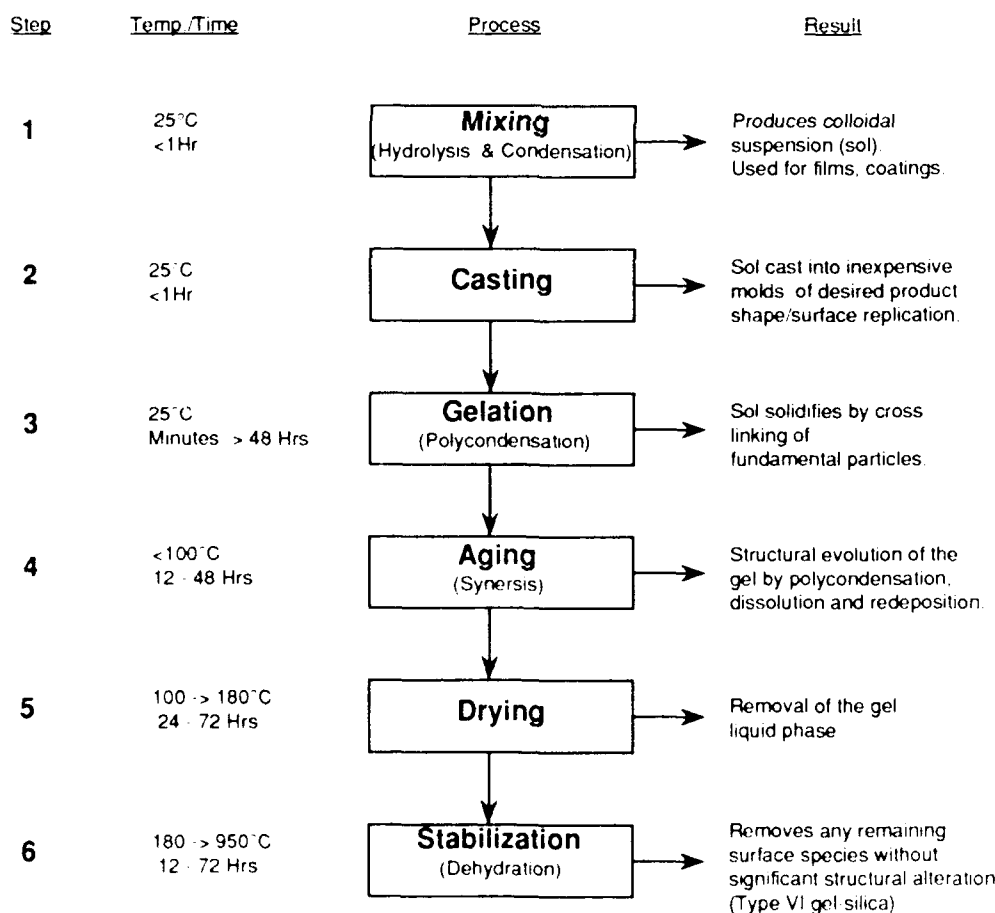 Step Temp./Time Process Result
1
25°C
<1Hr
Mixing
(Hydrolysis & Condensation)
Produces colloidal
suspension (sol).
Used for films, coatings.
2
25°C
<1Hr
Casting
Sol cast into inexpensive
molds of desired product
shape/surface replication.
3
25°C
Minutes > 48 Hrs
Gelation
(Polycondensation)
Sol solidifies by cross
linking of
fundamental particles.
4
<100°C
12 - 48 Hrs
Aging
(Synersis)
Structural evolution of the
gel by polycondensation,
dissolution and redeposition.
5
100 -> 180°C
24 - 72 Hrs
Drying
Removal of the gel
liquid phase
6
180 -> 950°C
12 - 72 Hrs
Stabilization
(Dehydration)
Removes any remaining
surface species without
significant structural alteration
(Type VI gel-silica)